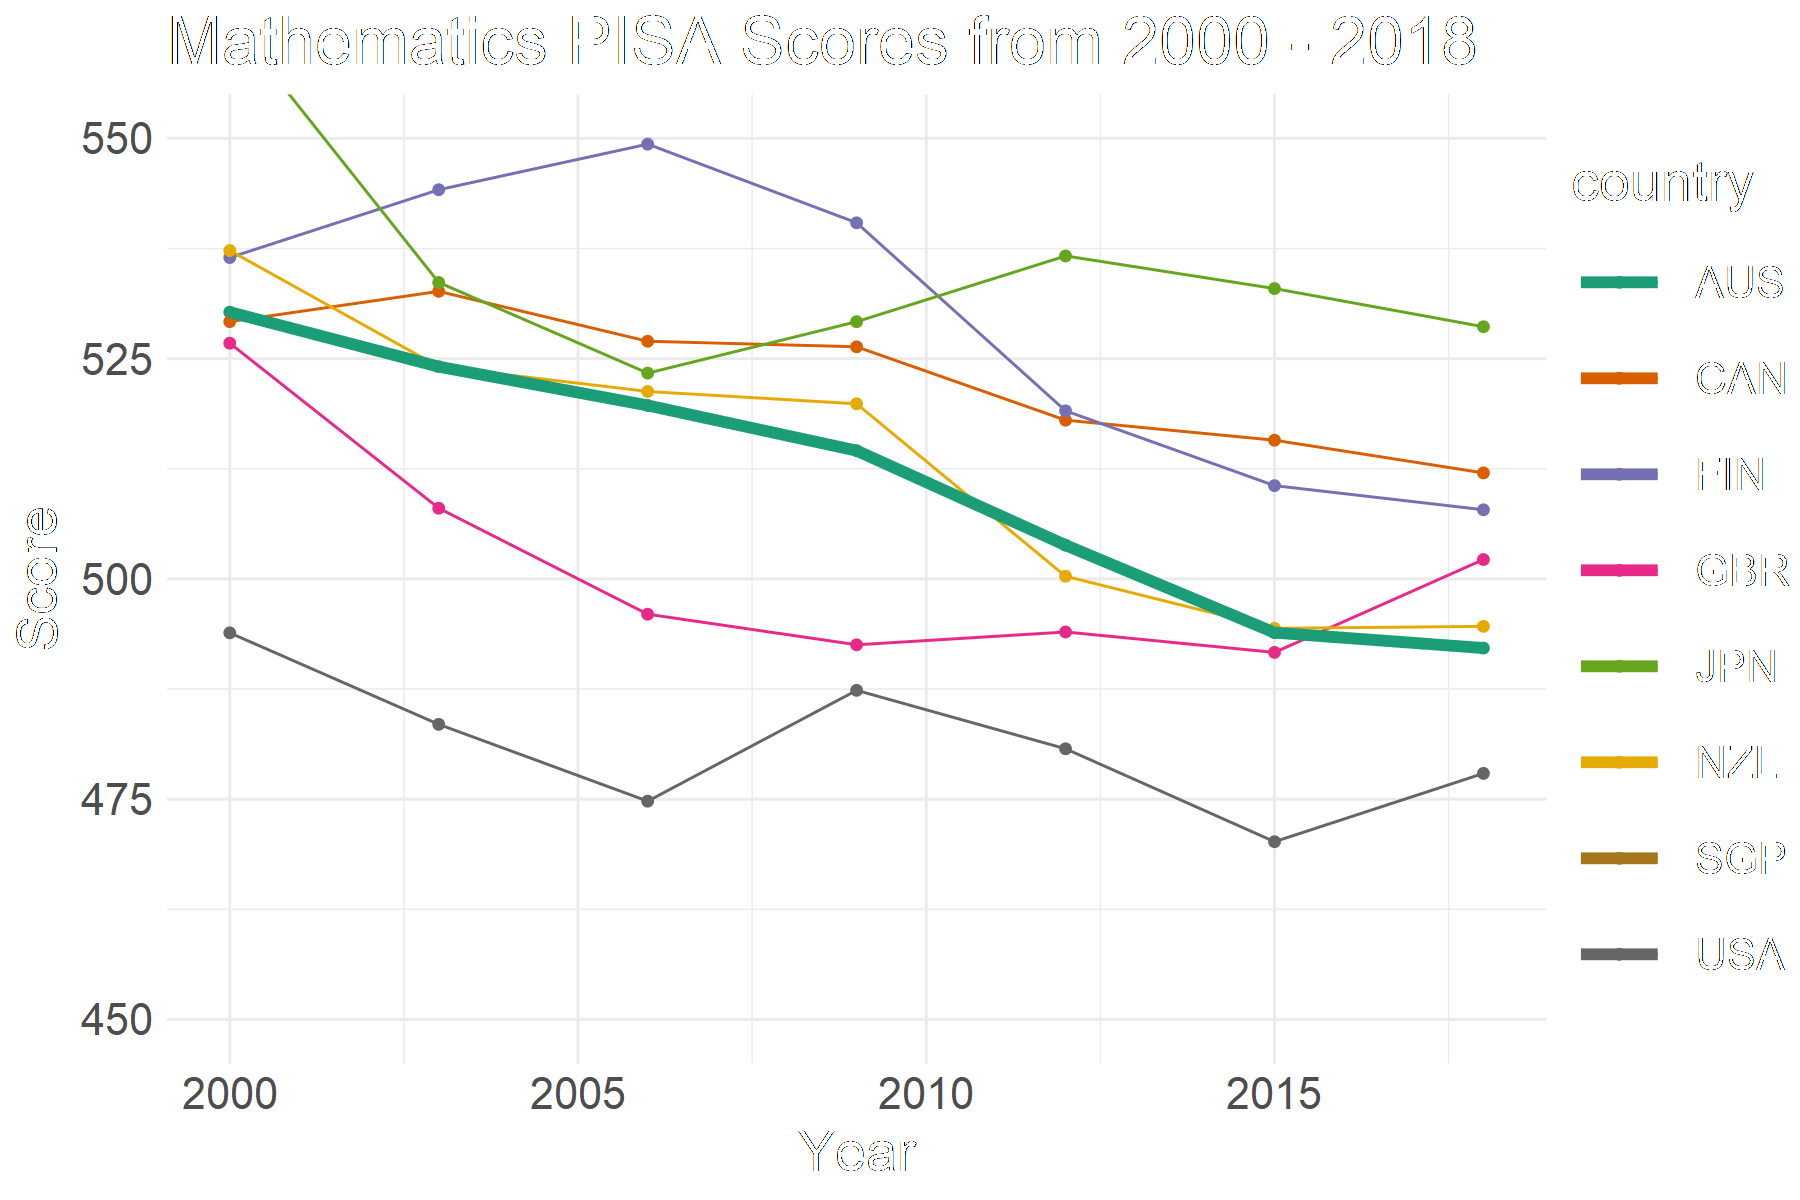 Mathematics PISA Scores from 2000 - 2018
550
525
500
475
450
Score
2000
2005
2010
2015
Year
country
AUS
CAN
FIN
GBR
JPN
NZL
SGP
USA